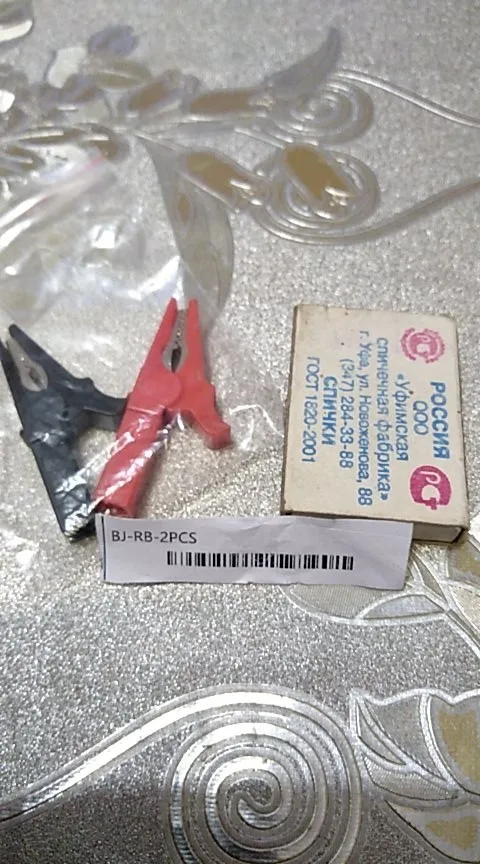 РОССИЯ
ООО
«Уфимская
спичечная фабрика»
г. Уфа, ул. Новоженова, 88
(347) 284-33-88
СПИЧКИ
ГОСТ 1820-2001
BJ-RB-2PCS